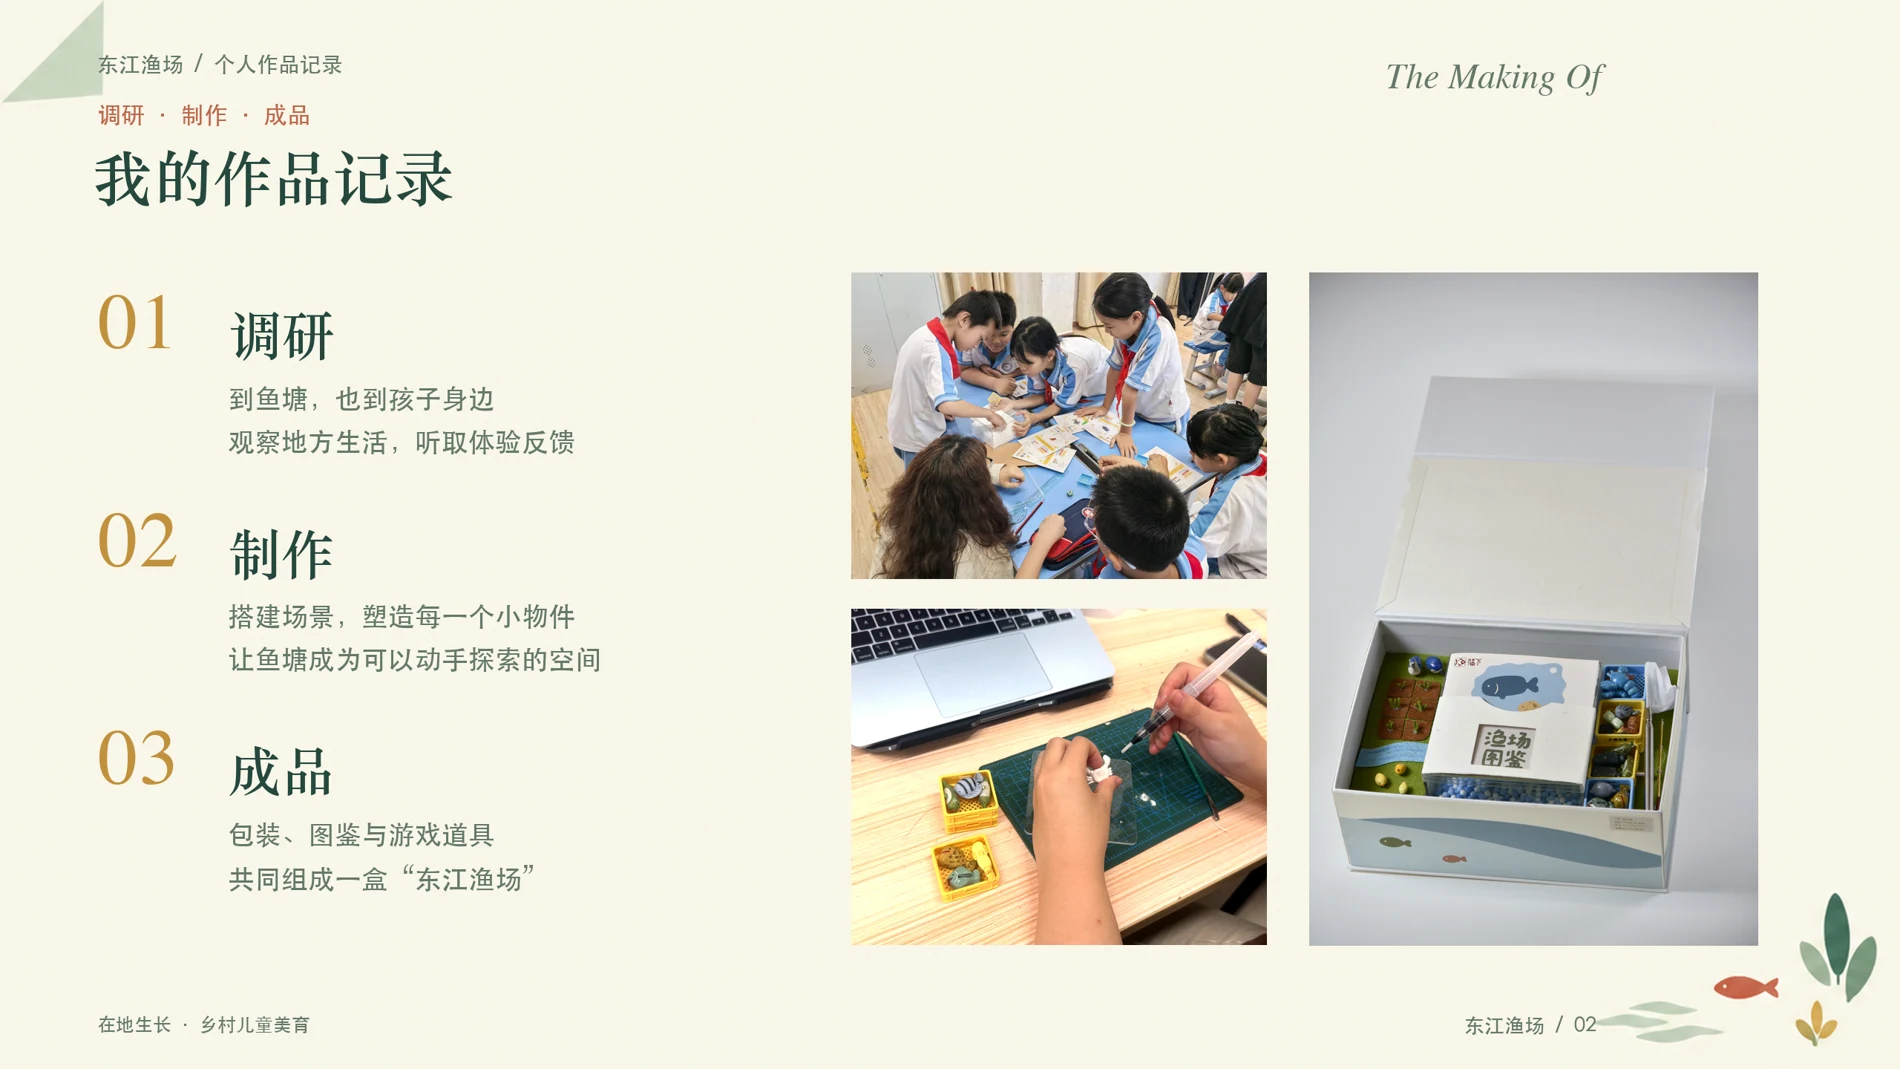 东江渔场 / 个人作品记录
The Making Of
调研 · 制作 · 成品
我的作品记录
01
调研
到鱼塘，也到孩子身边
观察地方生活，听取体验反馈
02
制作
搭建场景，塑造每一个小物件
让鱼塘成为可以动手探索的空间
03
成品
包装、图鉴与游戏道具
共同组成一盒“东江渔场”
渔场
图鉴
在地生长 · 乡村儿童美育
东江渔场 / 02